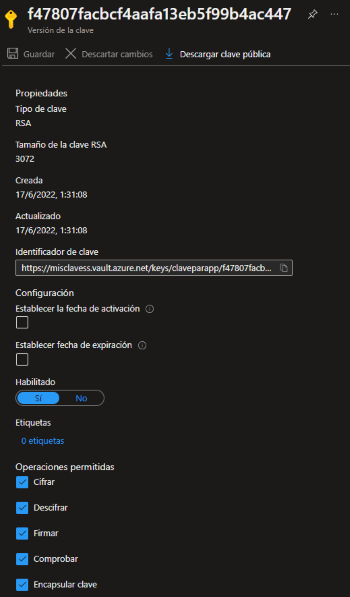 f47807facbcf4aafa13eb5f99b4ac447
Versión de la clave
Guardar Descartar cambios Descargar clave pública
Propiedades
Tipo de clave
RSA
Tamaño de la clave RSA
3072
Creada
17/6/2022, 1:31:08
Actualizado
17/6/2022, 1:31:08
Identificador de clave
https://misclavess.vault.azure.net/keys/claveparapp/f47807facb...
Configuración
Establecer la fecha de activación
Establecer fecha de expiración
Habilitado
Sí No
Etiquetas
0 etiquetas
Operaciones permitidas
Cifrar
Descifrar
Firmar
Comprobar
Encapsular clave